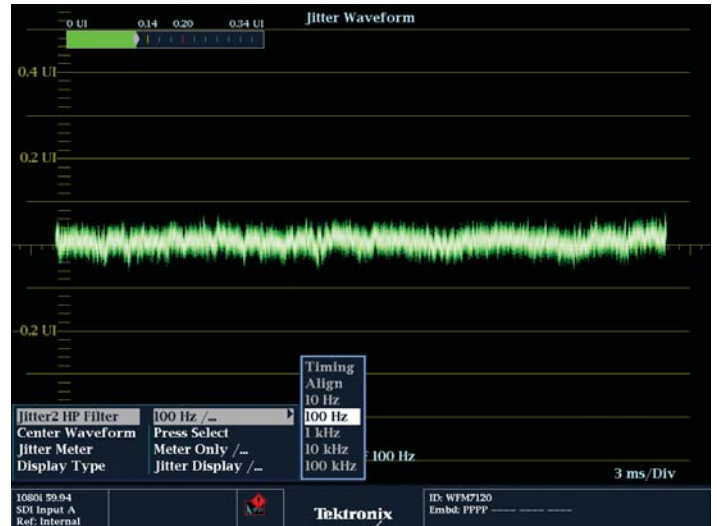 Jitter Waveform
0 UI 0.14 0.20 0.34 UI
0.4 UI
0.2 UI
-0.2 UI
Timing
Align
10 Hz
100 Hz
1 kHz
10 kHz
100 kHz
Jitter2 HP Filter 100 Hz /...
Center Waveform Press Select
Jitter Meter Meter Only /...
Display Type Jitter Display /...
100 Hz
3 ms/Div
1080i 59.94
SDI Input A
Ref: Internal
Tektronix
ID: WFM7120
Embd: PPPP ---- ---- ----